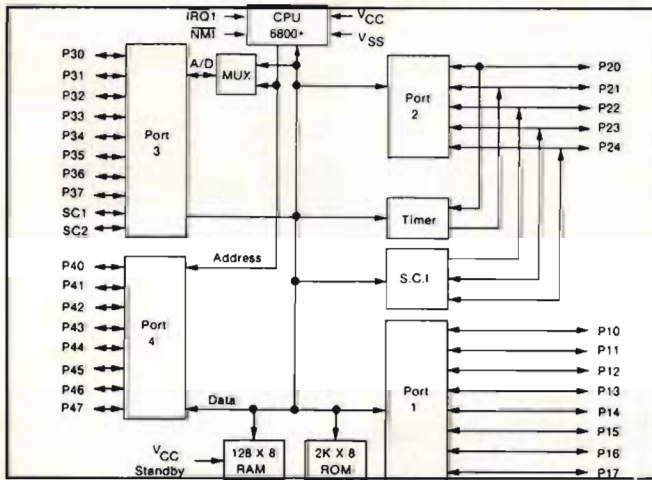 IRQ1
NMI
CPU
6800+
VCC
VSS
P30
P31
P32
P33
P34
P35
P36
P37
SC1
SC2
Port
3
A/D
MUX
Port
2
P20
P21
P22
P23
P24
Timer
S.C.I
Address
P40
P41
P42
P43
P44
P45
P46
P47
Port
4
Data
Port
1
P10
P11
P12
P13
P14
P15
P16
P17
VCC
Standby
128 X 8
RAM
2K X 8
ROM